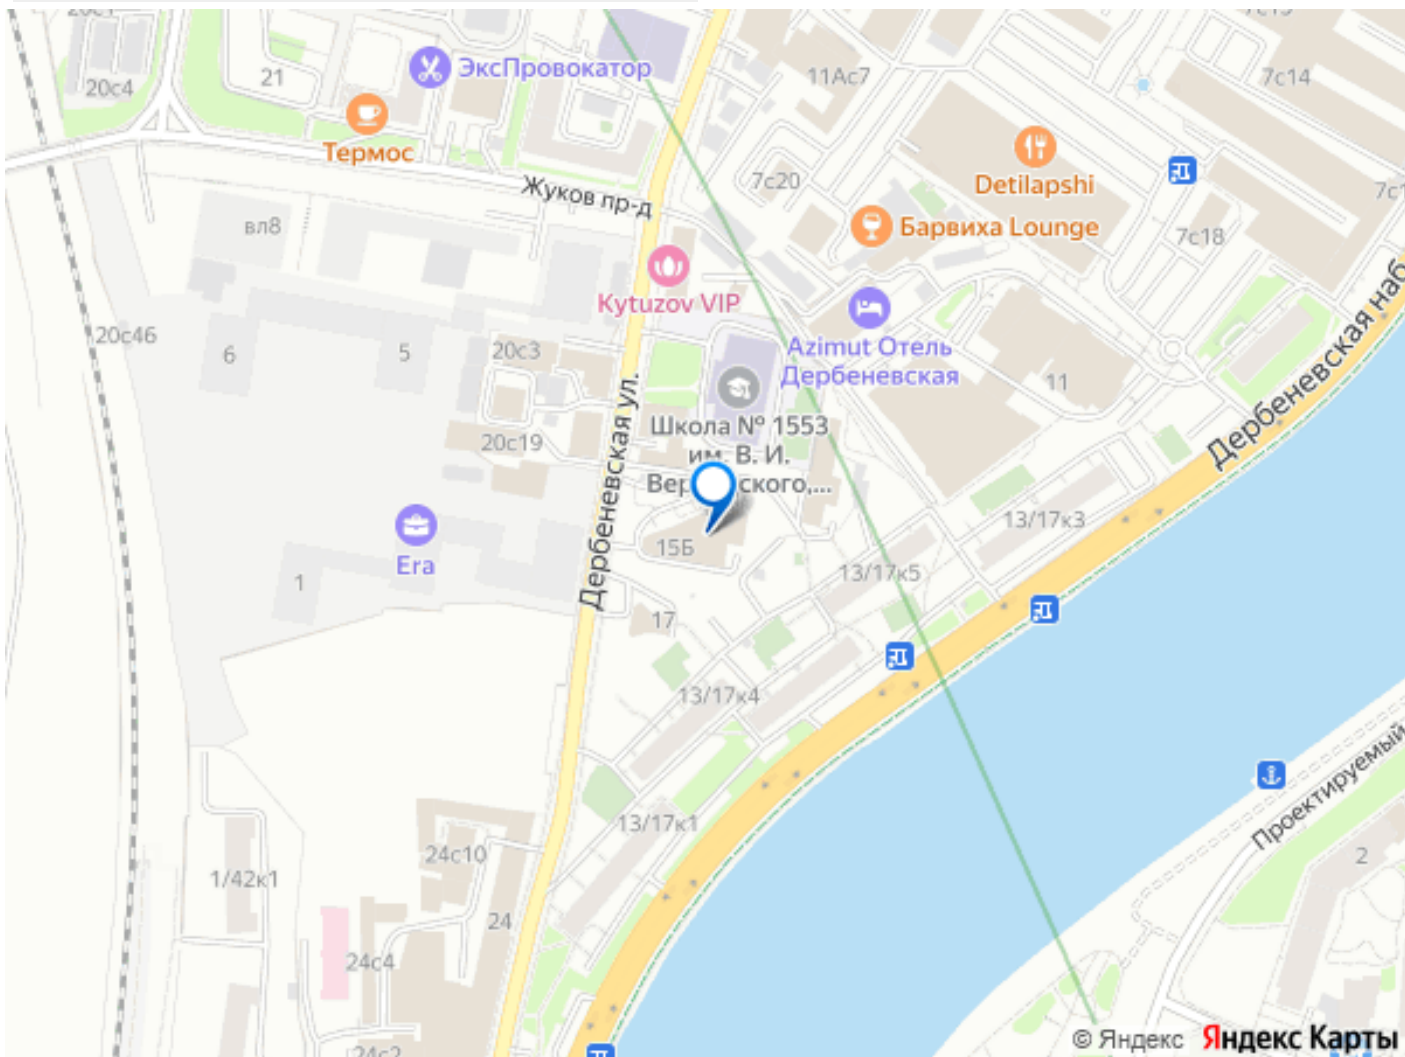 20с4
21
ЭксПровокатор
Термос
11Ас7
7с14
Detilapshi
7с20
Жуков пр-д
вл8
Барвиха Lounge
7с18
Kytuzov VIP
Дербеневская наб
20с46
6
5
20с3
Azimut Отель
Дербеневская
11
Дербеневская ул.
20с19
Школа № 1553
им. В. И.
15Б
13/17к3
Era
1
13/17к5
17
13/17к4
Проектируемый
13/17к1
24с10
2
1/42к1
24
24с4
24с2
© Яндекс Яндекс Карты